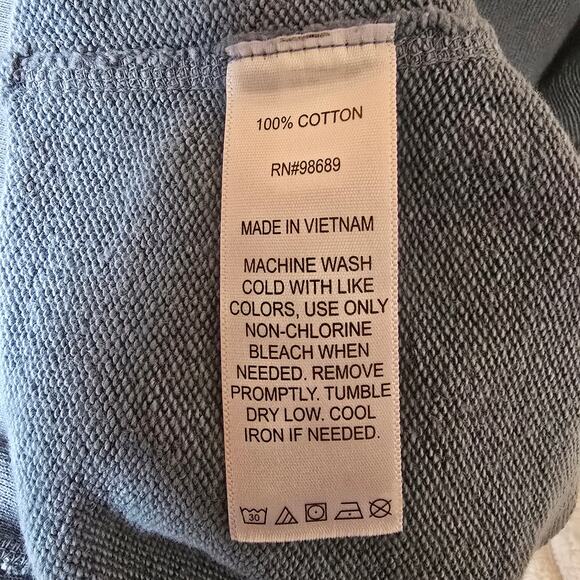 100% COTTON
RN#98689
MADE IN VIETNAM
MACHINE WASH
COLD WITH LIKE
COLORS, USE ONLY
NON-CHLORINE
BLEACH WHEN
NEEDED. REMOVE
PROMPTLY. TUMBLE
DRY LOW. COOL
IRON IF NEEDED.
30